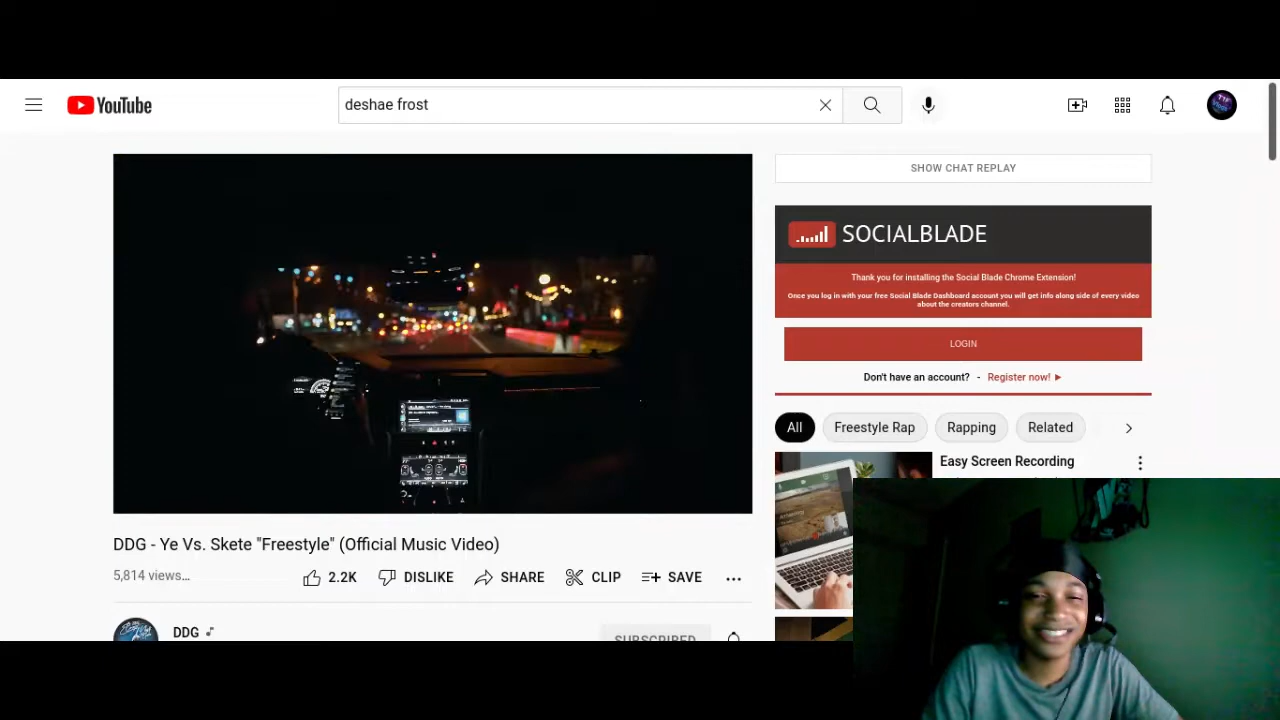 YouTube
deshae frost
SHOW CHAT REPLAY
SOCIALBLADE
Thank you for installing the Social Blade Chrome Extension!
Once you log in with your free Social Blade Dashboard account you will get info along side of every video
about the creators channel.
LOGIN
Don't have an account? - Register now! ►
All
Freestyle Rap
Rapping
Related
Easy Screen Recording
DDG - Ye Vs. Skete "Freestyle" (Official Music Video)
5,814 views…
2.2K
DISLIKE
SHARE
CLIP
SAVE
DDG
SUBSCRIBED